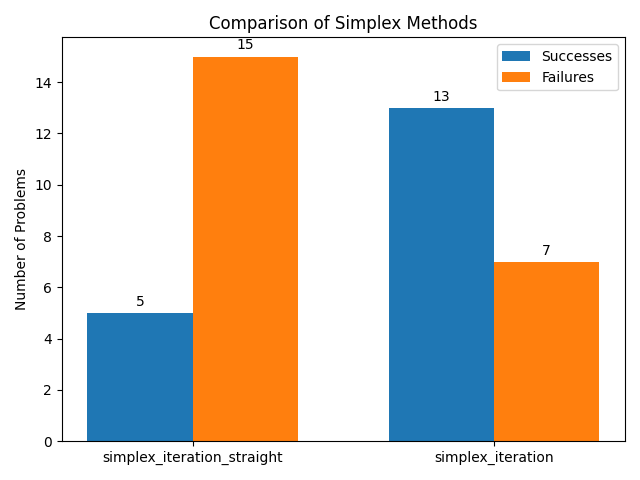 Comparison of Simplex Methods
Successes
Failures
Number of Problems
14
12
10
8
6
4
2
0
5
15
13
7
simplex_iteration_straight
simplex_iteration